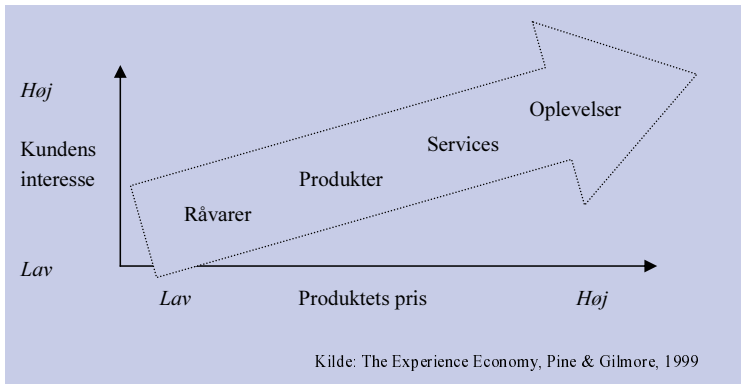 Høj
Oplevelser
Kundens
Services
interesse
Produkter
Råvarer
Lav
Lav Produktets pris Høj
Kilde: The Experience Economy, Pine & Gilmore, 1999